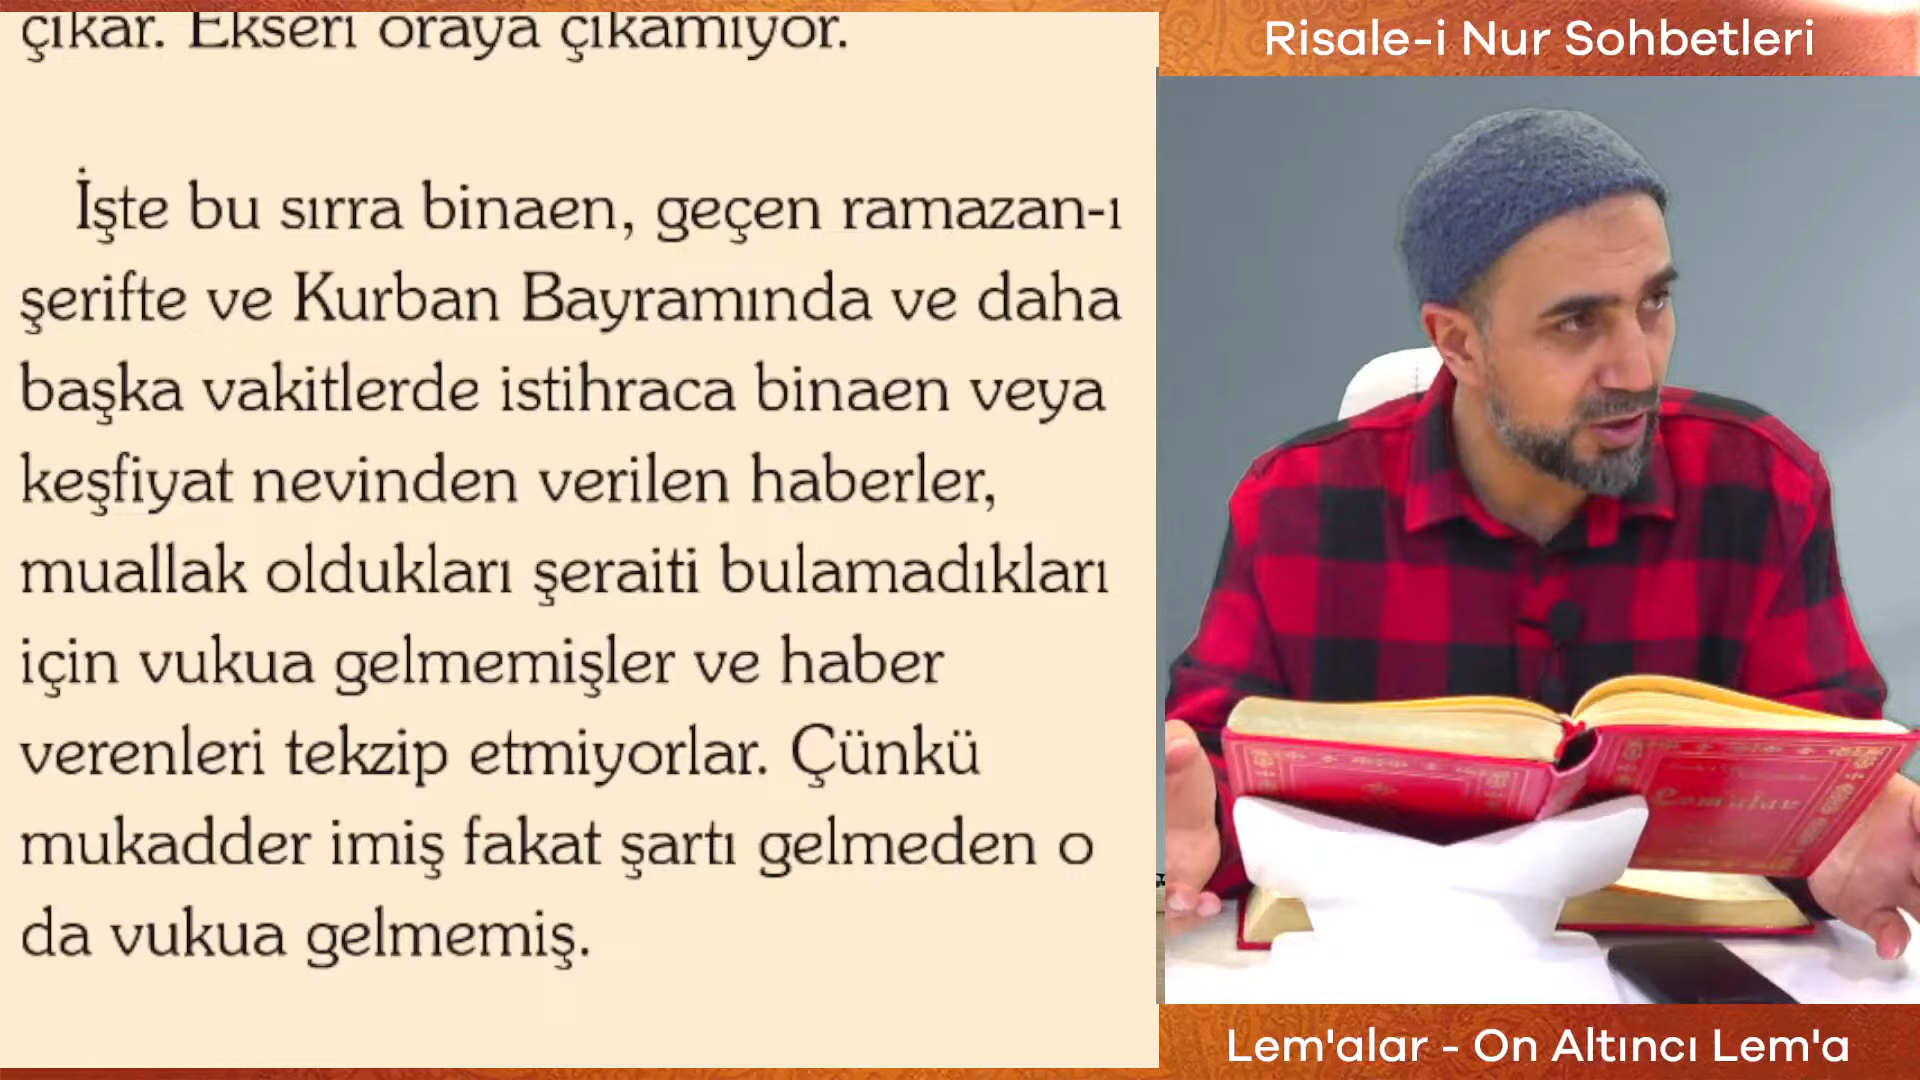 çıkar. Ekseri oraya çıkamıyor.
İşte bu sırra binaen, geçen ramazan-ı
şerifte ve Kurban Bayramında ve daha
başka vakitlerde istihraca binaen veya
keşfiyat nevinden verilen haberler,
muallak oldukları şeraiti bulamadıkları
için vukua gelmemişler ve haber
verenleri tekzip etmiyorlar. Çünkü
mukadder imiş fakat şartı gelmeden o
da vukua gelmemiş.
Risale-i Nur Sohbetleri
Lem'alar
Lem'alar - On Altıncı Lem'a